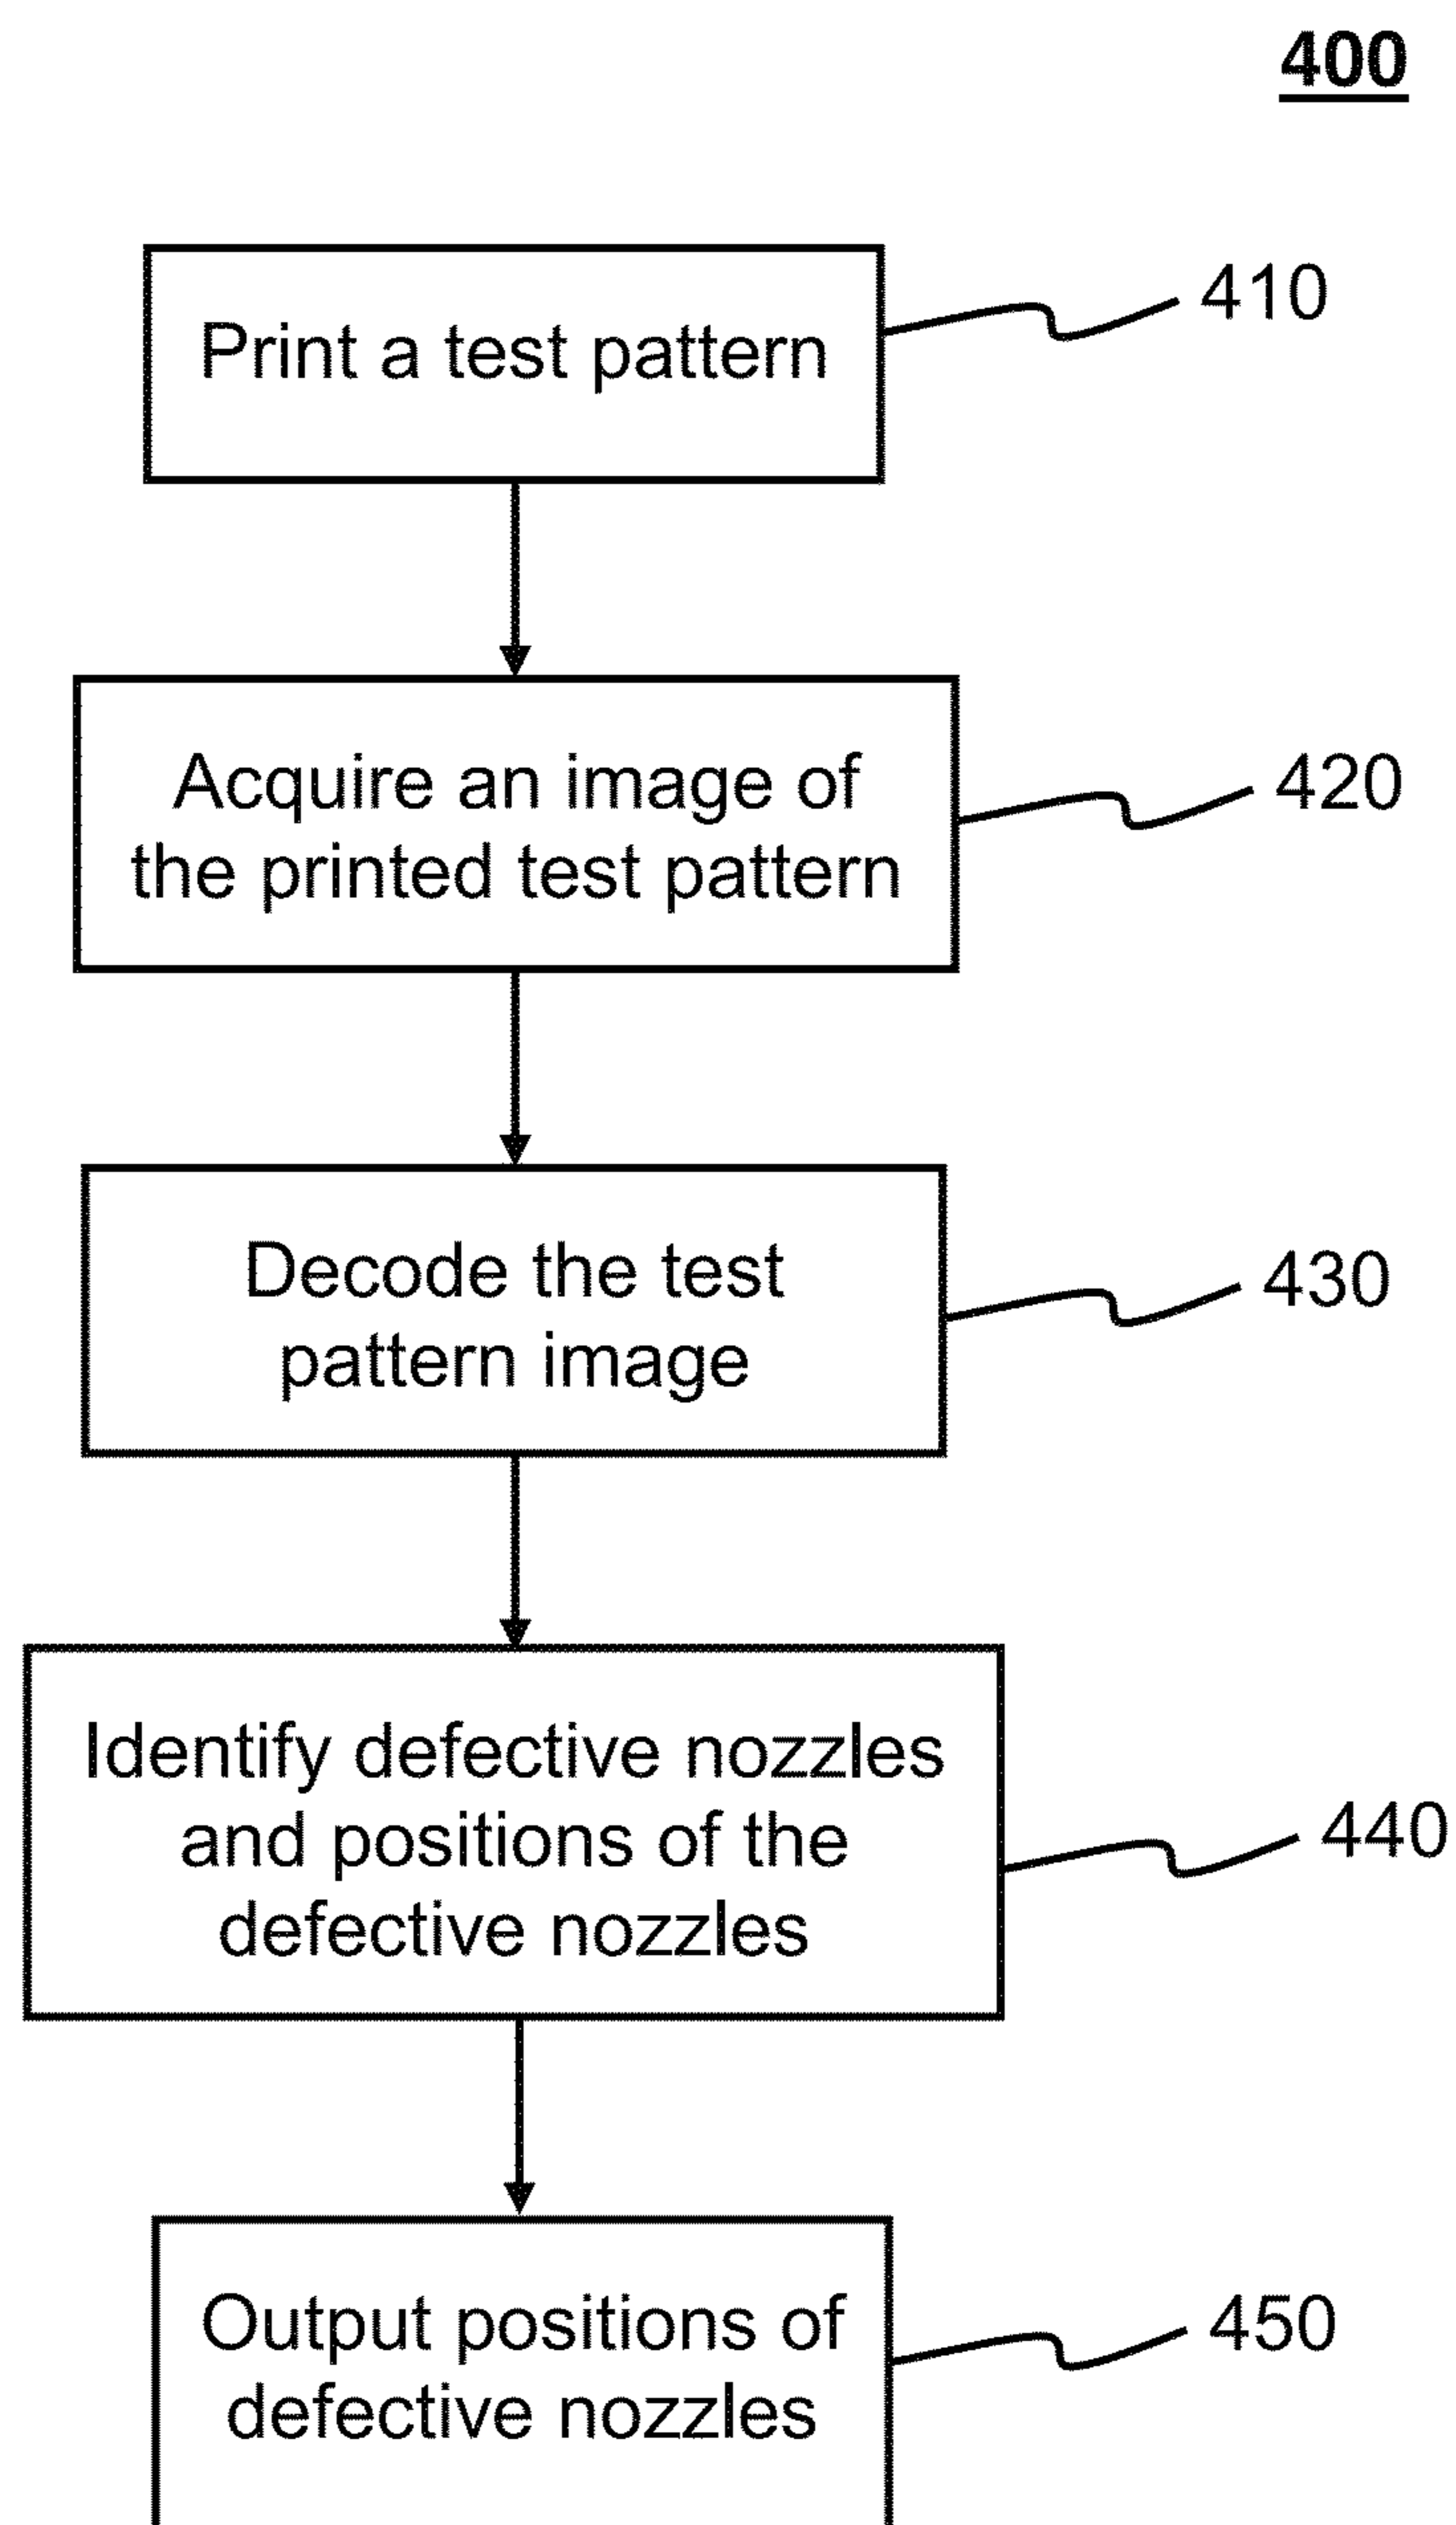 400
Print a test pattern
410
Acquire an image of
the printed test pattern
420
Decode the test
pattern image
430
Identify defective nozzles
and positions of the
defective nozzles
440
Output positions of
defective nozzles
450